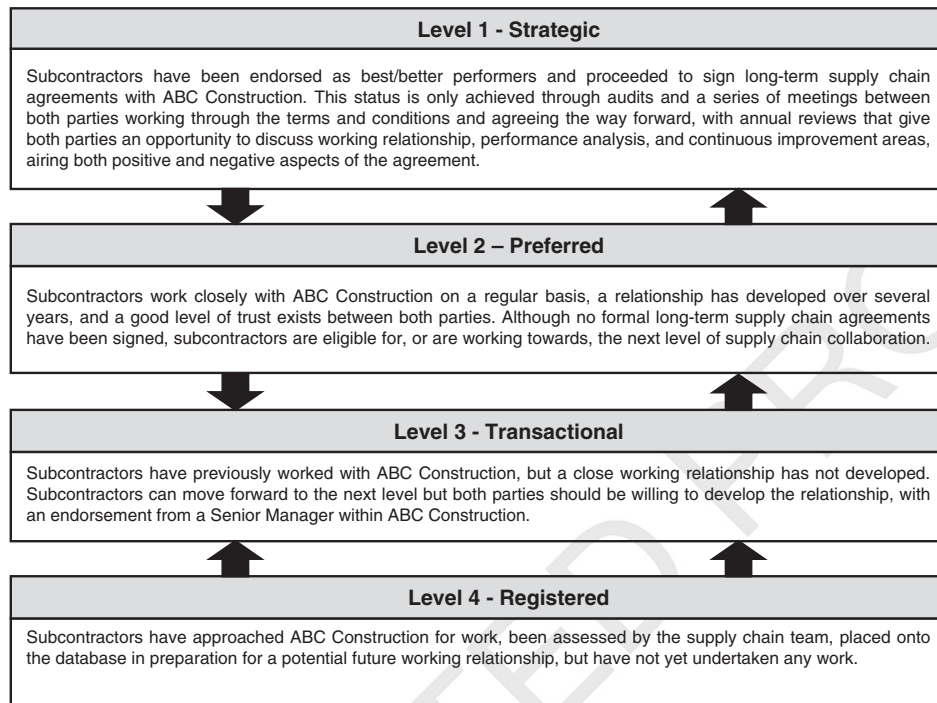 Level 1 - Strategic
Subcontractors have been endorsed as best/better performers and proceeded to sign long-term supply chain
agreements with ABC Construction. This status is only achieved through audits and a series of meetings between
both parties working through the terms and conditions and agreeing the way forward, with annual reviews that give
both parties an opportunity to discuss working relationship, performance analysis, and continuous improvement areas,
airing both positive and negative aspects of the agreement.
Level 2 – Preferred
Subcontractors work closely with ABC Construction on a regular basis, a relationship has developed over several
years, and a good level of trust exists between both parties. Although no formal long-term supply chain agreements
have been signed, subcontractors are eligible for, or are working towards, the next level of supply chain collaboration.
Level 3 - Transactional
Subcontractors have previously worked with ABC Construction, but a close working relationship has not developed.
Subcontractors can move forward to the next level but both parties should be willing to develop the relationship, with
an endorsement from a Senior Manager within ABC Construction.
Level 4 - Registered
Subcontractors have approached ABC Construction for work, been assessed by the supply chain team, placed onto
the database in preparation for a potential future working relationship, but have not yet undertaken any work.